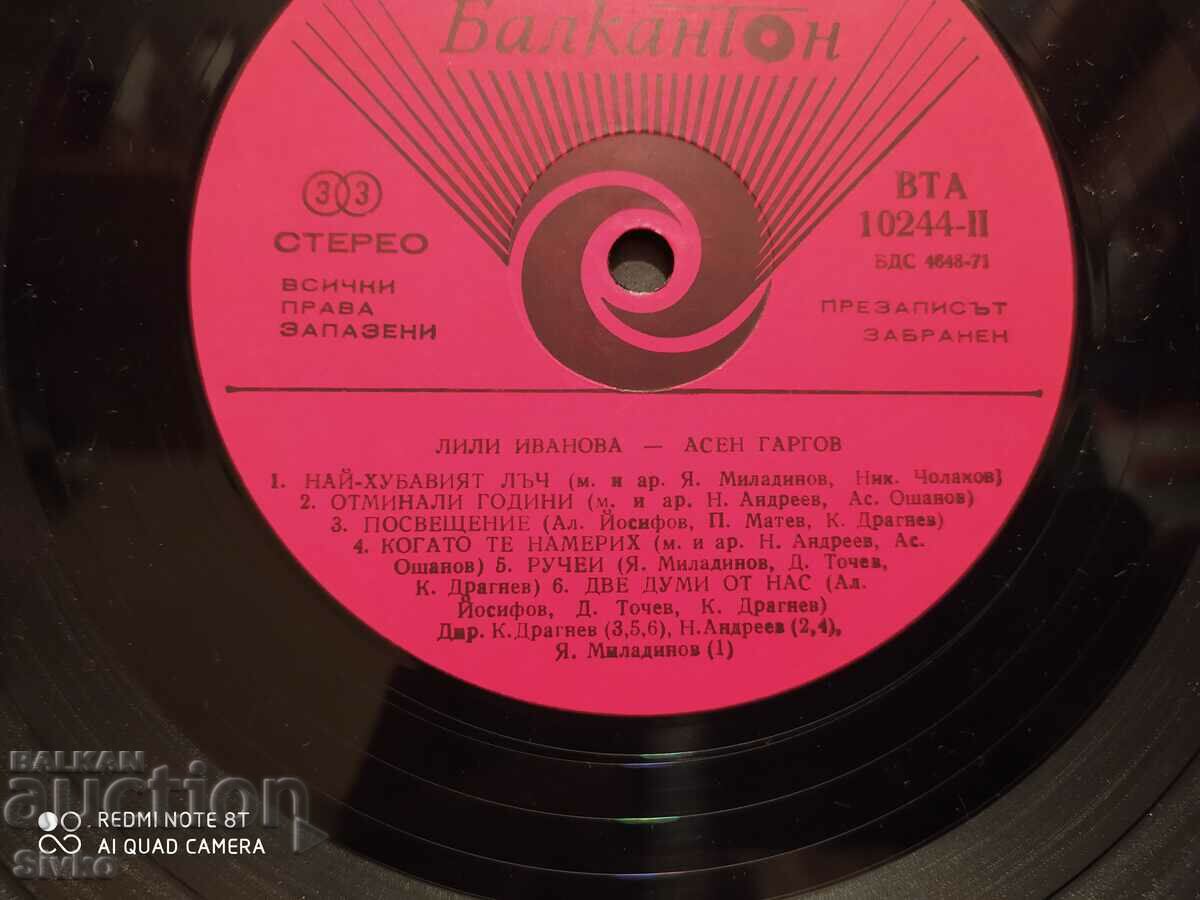 Балкантон
33
СТЕРЕО
ВСИЧКИ
ПРАВА
ЗАПАЗЕНИ
ВТА
10244-II
БДС 4648-71
ПРЕЗАПИСЪТ
ЗАБРАНЕН
ЛИЛИ ИВАНОВА — АСЕН ГАРГОВ
1. НАЙ-ХУБАВИЯТ ЛЪЧ (м. и ар. Я. Миладинов, Ник. Чолаков)
2. ОТМИНАЛИ ГОДИНИ (м. и ар. Н. Андреев, Ас. Ошанов)
3. ПОСВЕЩЕНИЕ (Ал. Йосифов, П. Матев, К. Драгнев)
4. КОГАТО ТЕ НАМЕРИХ (м. и ар. Н. Андреев, Ас.
Ошанов) 5. РУЧЕИ (Я. Миладинов, Д. Точев,
К. Драгнев) 6. ДВЕ ДУМИ ОТ НАС (Ал.
Йосифов, Д. Точев, К. Драгнев)
Дир. К. Драгнев (3,5,6), Н. Андреев (2,4),
Я. Миладинов (1)
BALKAN
auction
REDMI NOTE 8T
AI QUAD CAMERA
Sivko